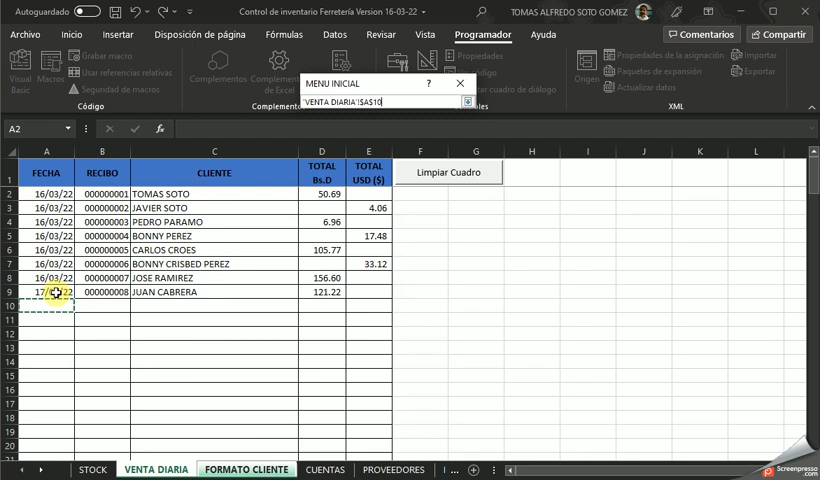 Autoguardado
Control de inventario Ferretería Version 16-03-22
TOMAS ALFREDO SOTO GOMEZ
Archivo Inicio Insertar Disposición de página Fórmulas Datos Revisar Vista Programador Ayuda
Comentarios
Compartir
Visual Basic
Macros
Grabar macro
Usar referencias relativas
Seguridad de macros
Código
Complementos
Complementos de Excel
Propiedades
cuadro de diálogo
Origen
Propiedades de la asignación
Paquetes de expansión
Actualizar datos
Importar
Exportar
XML
MENU INICIAL ? ×
'VENTA DIARIA'!$A$10
A2
fx
A B C D E F G H I J K L
1 FECHA RECIBO CLIENTE TOTAL Bs.D TOTAL USD ($)
Limpiar Cuadro
2 16/03/22 000000001 TOMAS SOTO 50.69
3 16/03/22 000000002 JAVIER SOTO 4.06
4 16/03/22 000000003 PEDRO PARAMO 6.96
5 16/03/22 000000004 BONNY PEREZ 17.48
6 16/03/22 000000005 CARLOS CROES 105.77
7 16/03/22 000000006 BONNY CRISBED PEREZ 33.12
8 16/03/22 000000007 JOSE RAMIREZ 156.60
9 17/03/22 000000008 JUAN CABRERA 121.22
10
11
12
13
14
15
16
17
18
19
20
21
STOCK VENTA DIARIA FORMATO CLIENTE CUENTAS PROVEEDORES I ...
Screenpresso
.com